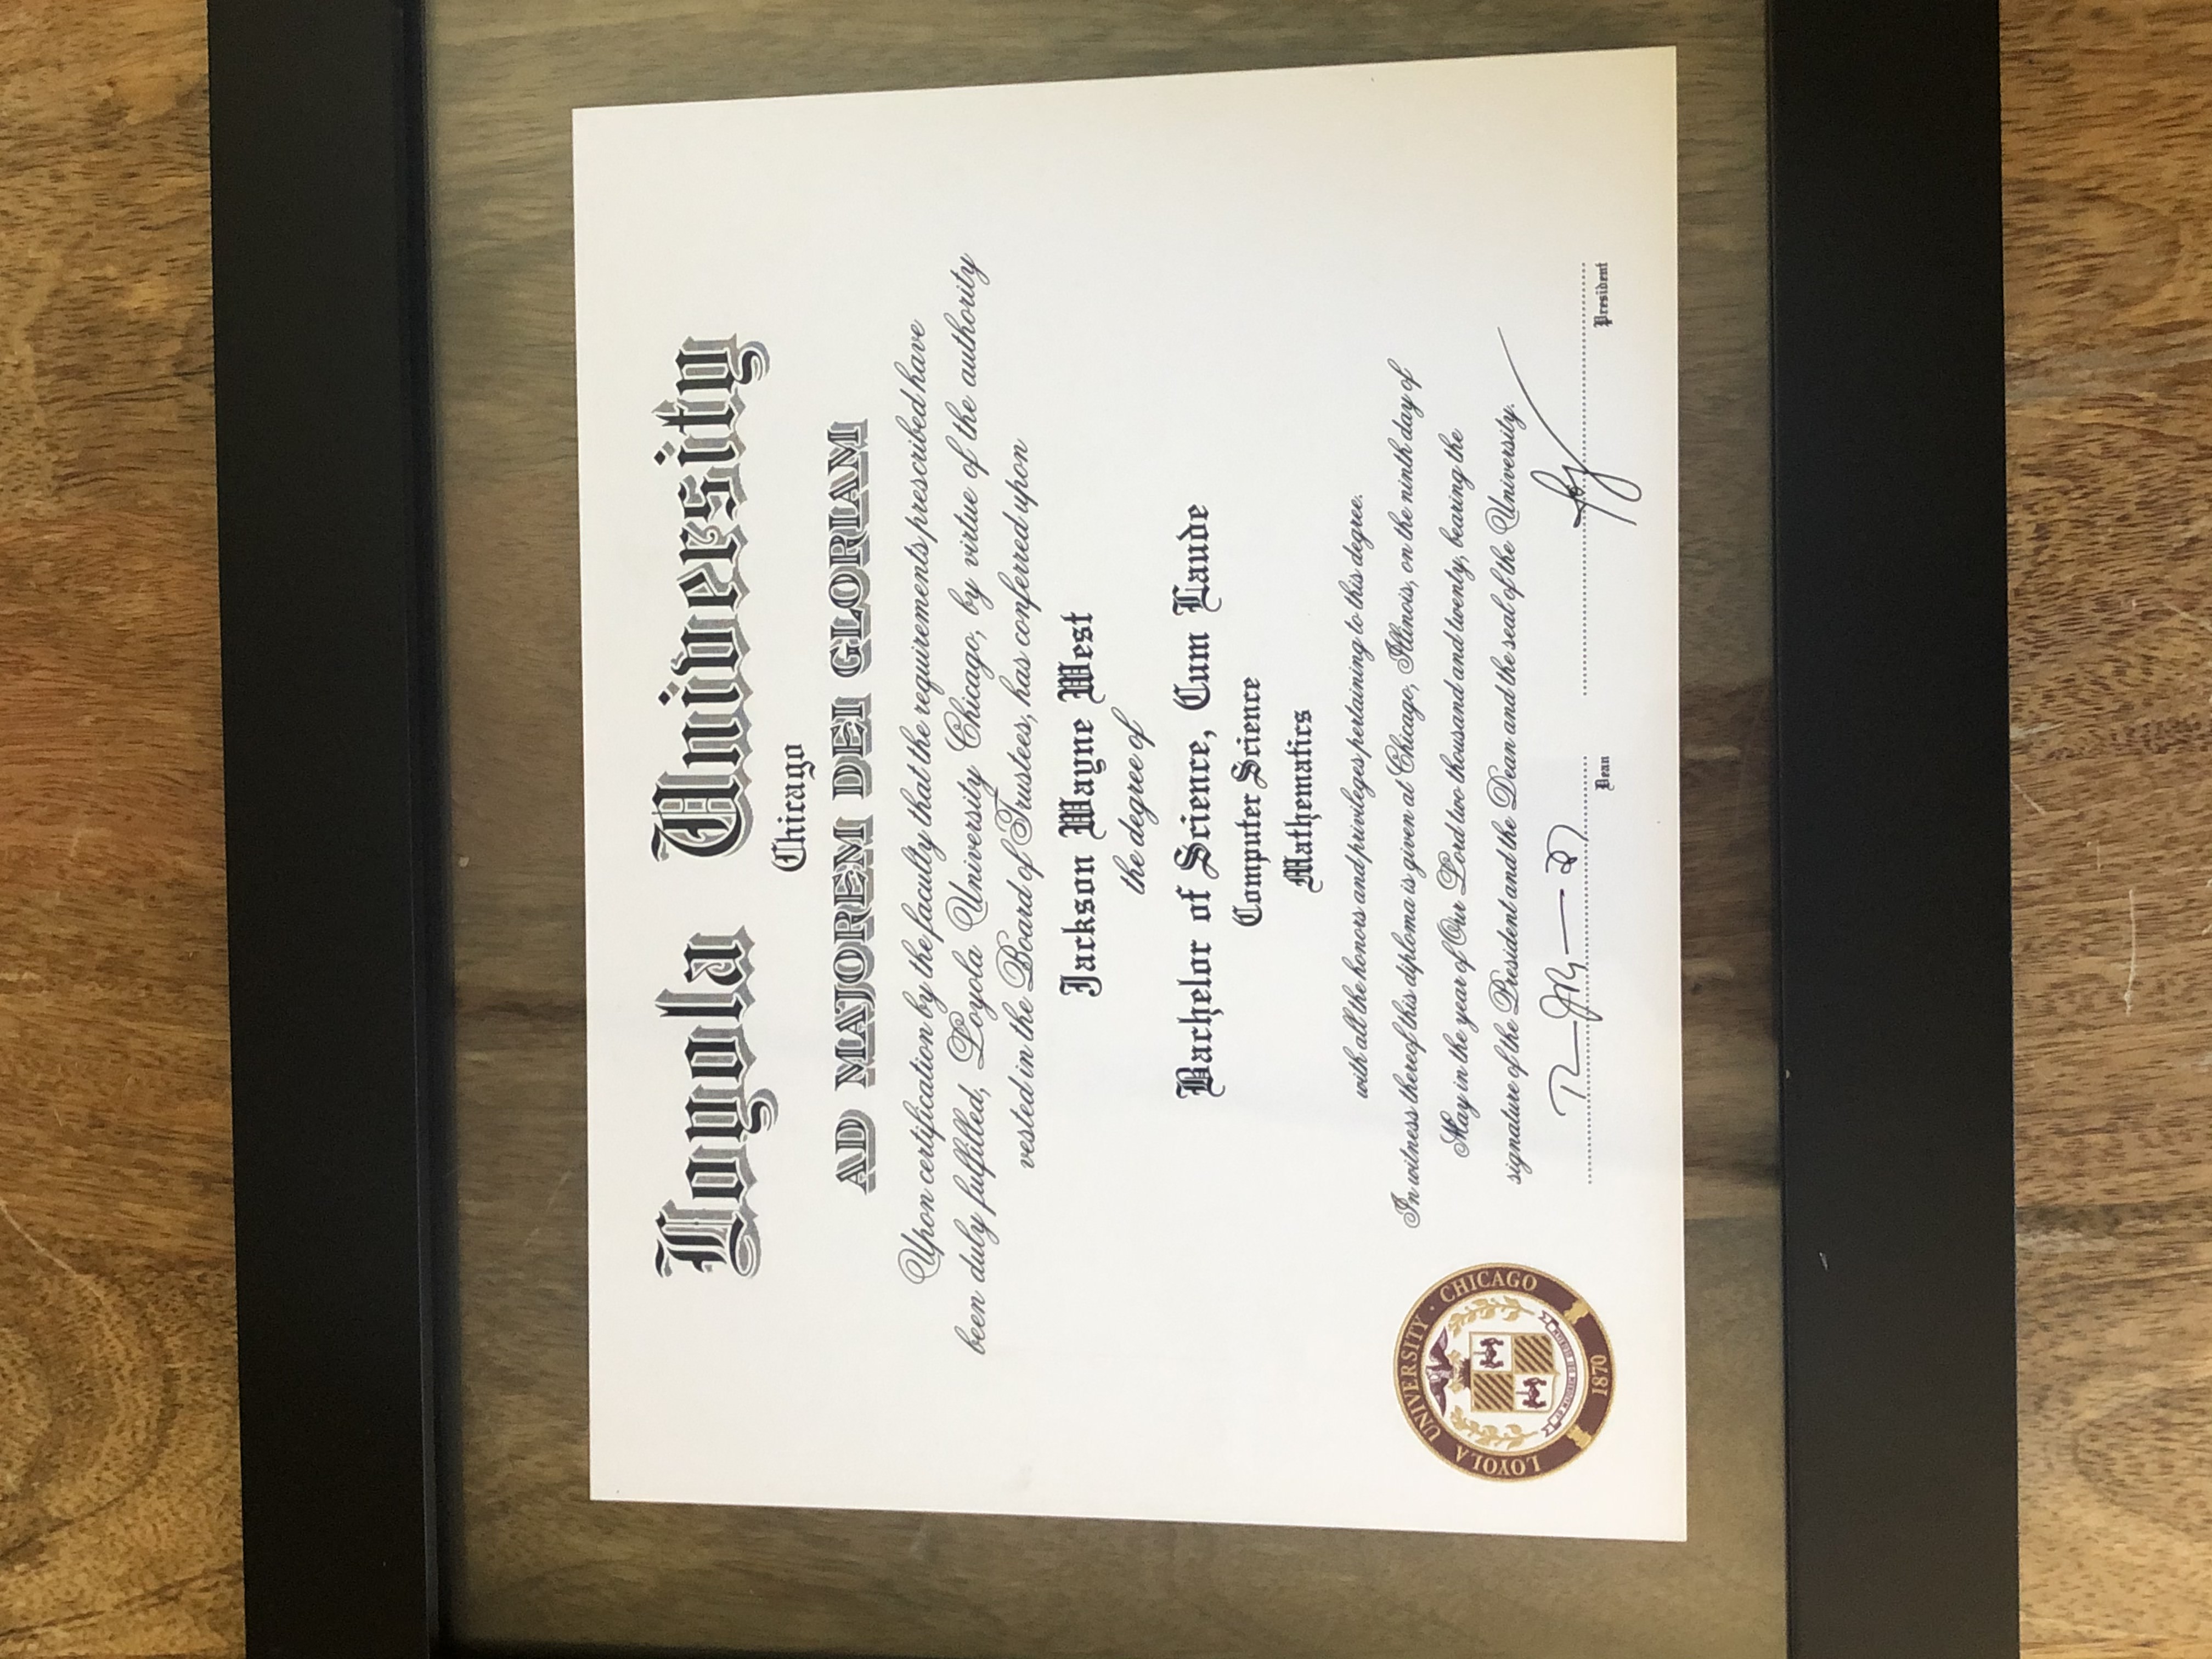 Loyola University
Chicago
AD MAJOREM DEI GLORIAM
Upon certification by the faculty that the requirements prescribed have
been duly fulfilled, Loyola University Chicago, by virtue of the authority
vested in the Board of Trustees, has conferred upon
Jackson Wayne West
the degree of
Bachelor of Science, Cum Laude
Computer Science
Mathematics
with all the honors and privileges pertaining to this degree.
In witness thereof this diploma is given at Chicago, Illinois, on the ninth day of
May in the year of Our Lord two thousand and twenty, bearing the
signature of the President and the Dean and the seal of the University.
LOYOLA UNIVERSITY · CHICAGO
AD MAJOREM DEI GLORIAM
1870
Dean
President